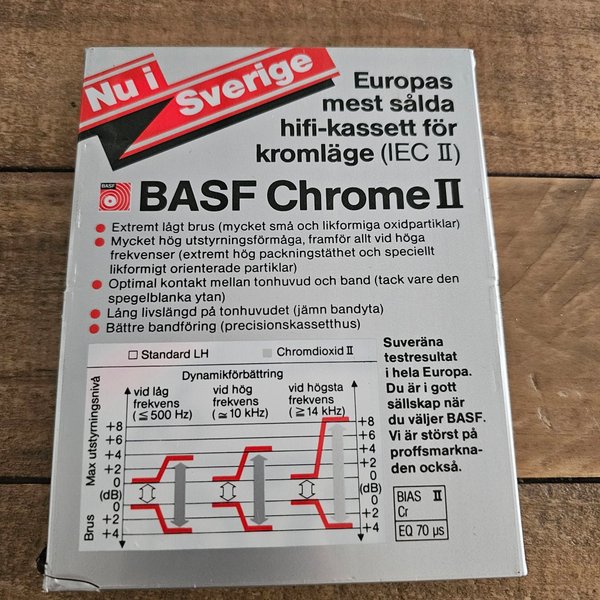 Nu i
Sverige
Europas
mest sålda
hifi-kassett för
kromläge (IEC II)
BASF
BASF Chrome II
Extremt lågt brus (mycket små och likformiga oxidpartiklar)
Mycket hög utstyrningsförmåga, framför allt vid höga
frekvenser (extremt hög packningstäthet och speciellt
likformigt orienterade partiklar)
Optimal kontakt mellan tonhuvud och band (tack vare den
spegelblanka ytan)
Lång livslängd på tonhuvudet (jämn bandyta)
Bättre bandföring (precisionskassetthus)
Standard LH
Chromdioxid II
Dynamikförbättring
vid låg
frekvens
(≦500 Hz)
vid hög
frekvens
(≃10 kHz)
vid högsta
frekvens
(≧14 kHz)
Max utstyrningsnivå
+8
+6
+4
+2
0
(dB)
0
+2
+4
Brus
+8
+6
+4
+2
0
(dB)
0
+2
+4
Suveräna
testresultat
i hela Europa.
Du är i gott
sällskap när
du väljer BASF.
Vi är störst på
proffsmarkna-
den också.
BIAS II
Cr
EQ 70 µs